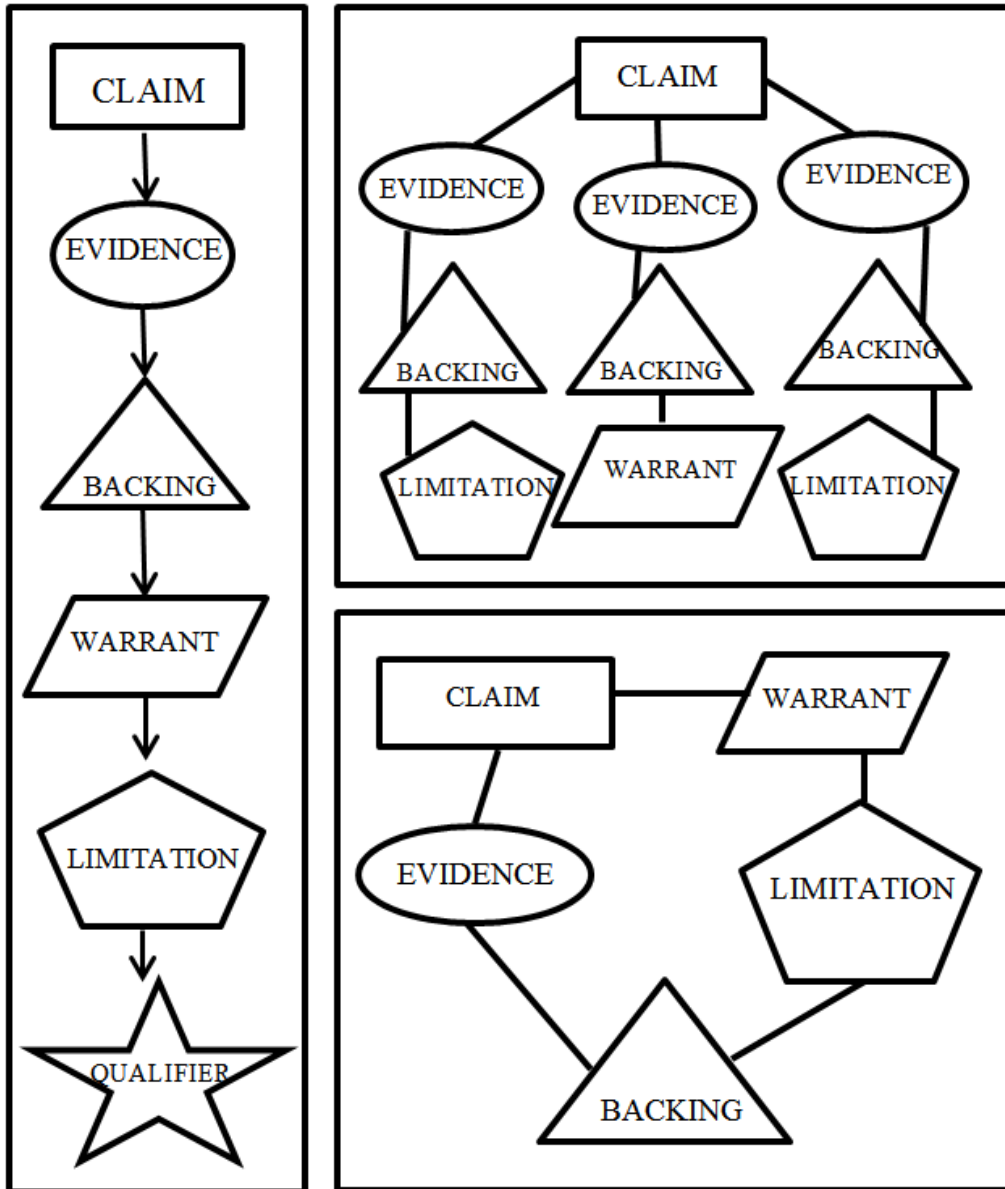 CLAIM
EVIDENCE
BACKING
WARRANT
LIMITATION
QUALIFIER
CLAIM
EVIDENCE
EVIDENCE
EVIDENCE
BACKING
BACKING
BACKING
LIMITATION
WARRANT
LIMITATION
CLAIM
WARRANT
EVIDENCE
LIMITATION
BACKING